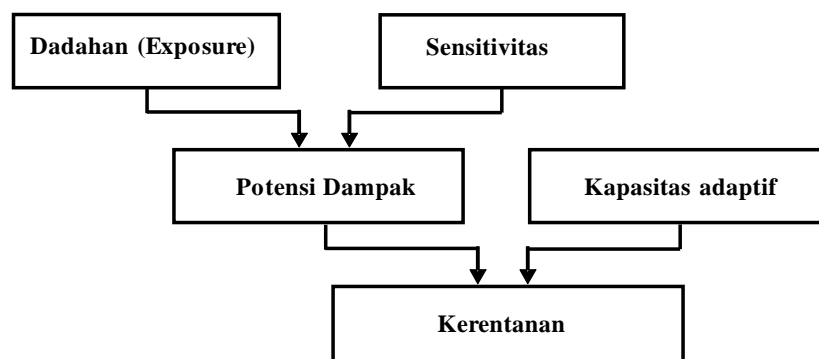 Dadahan (Exposure)
Sensitivitas
Potensi Dampak
Kapasitas adaptif
Kerentanan